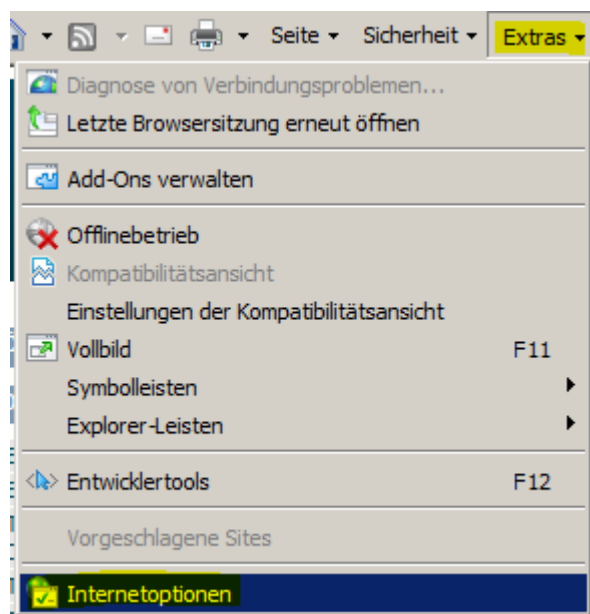 Seite Sicherheit Extras
Diagnose von Verbindungsproblemen...
Letzte Browsersitzung erneut öffnen
Add-Ons verwalten
Offlinebetrieb
Kompatibilitätsansicht
Einstellungen der Kompatibilitätsansicht
Vollbild F11
Symbolleisten
Explorer-Leisten
Entwicklertools F12
Vorgeschlagene Sites
Internetoptionen